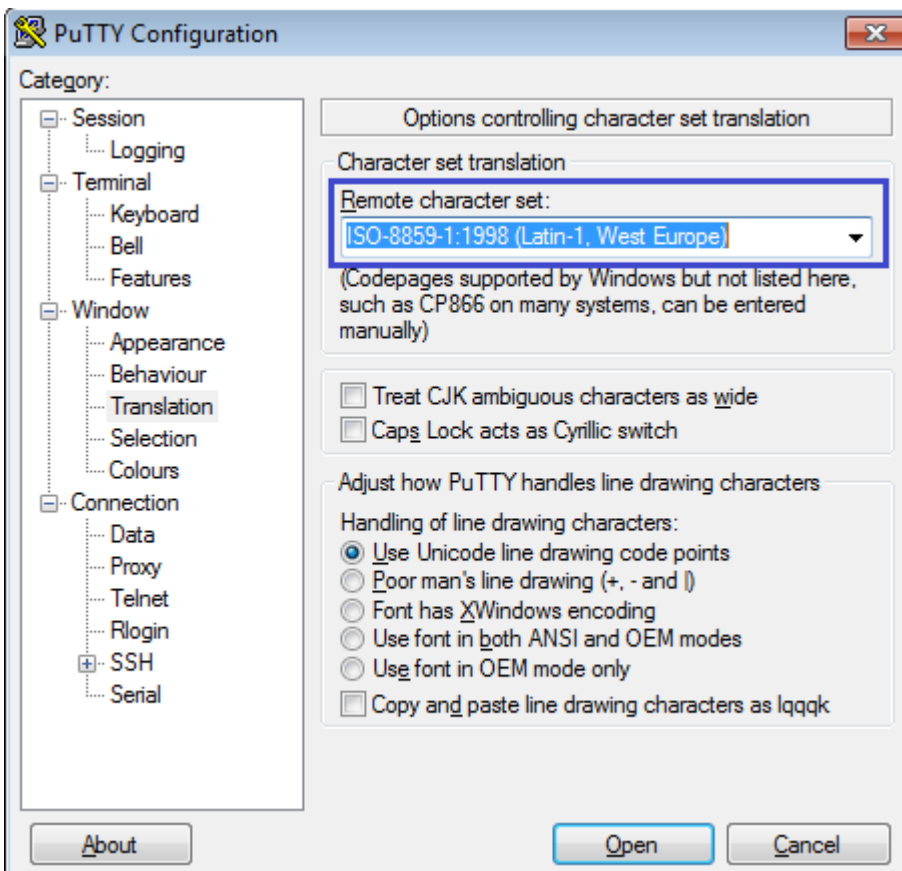 PuTTY Configuration
Category:
Session
Logging
Terminal
Keyboard
Bell
Features
Window
Appearance
Behaviour
Translation
Selection
Colours
Connection
Data
Proxy
Telnet
Rlogin
SSH
Serial
Options controlling character set translation
Character set translation
Remote character set:
ISO-8859-1:1998 (Latin-1, West Europe)
(Codepages supported by Windows but not listed here,
such as CP866 on many systems, can be entered
manually)
Treat CJK ambiguous characters as wide
Caps Lock acts as Cyrillic switch
Adjust how PuTTY handles line drawing characters
Handling of line drawing characters:
Use Unicode line drawing code points
Poor man's line drawing (+, - and |)
Font has XWindows encoding
Use font in both ANSI and OEM modes
Use font in OEM mode only
Copy and paste line drawing characters as lqqqk
About
Open
Cancel